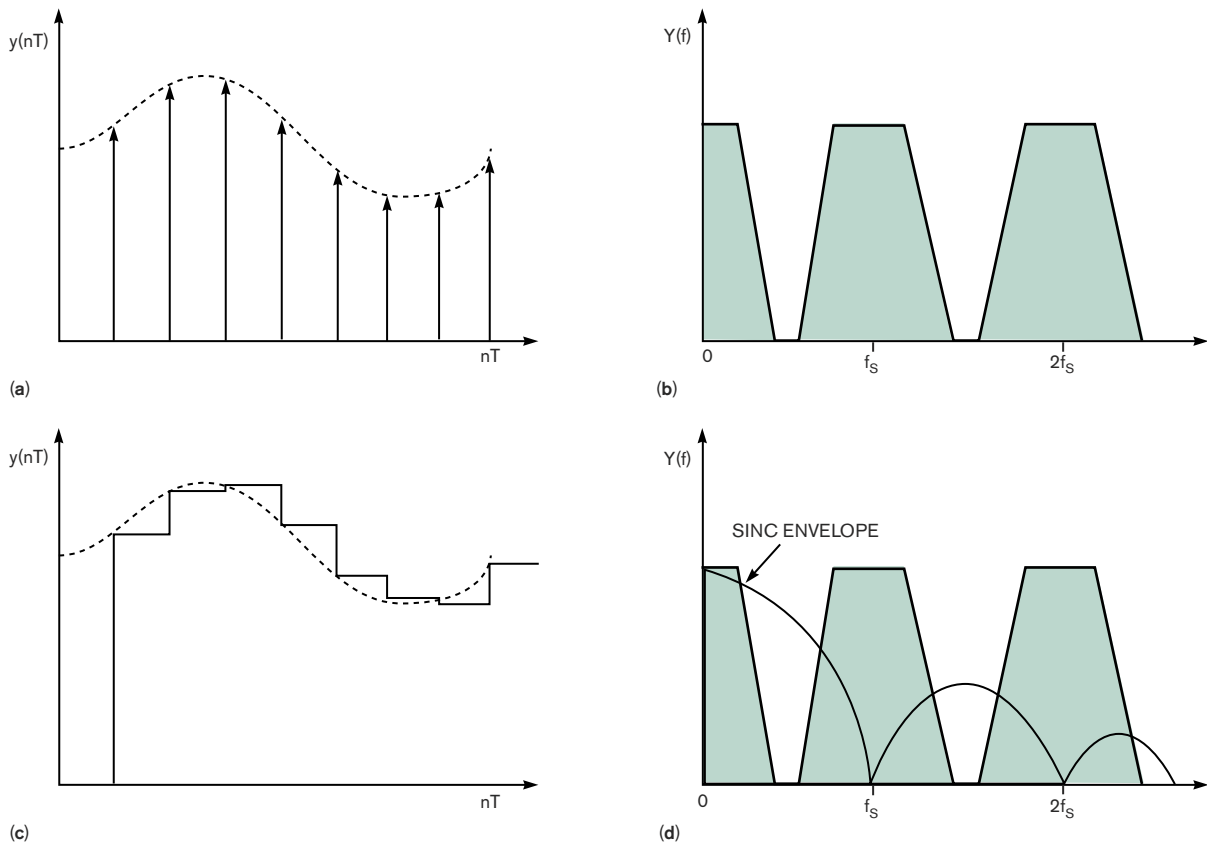 y(nT)
nT
(a)
Y(f)
0
fS
2fS
(b)
y(nT)
nT
(c)
Y(f)
SINC ENVELOPE
0
fS
2fS
(d)